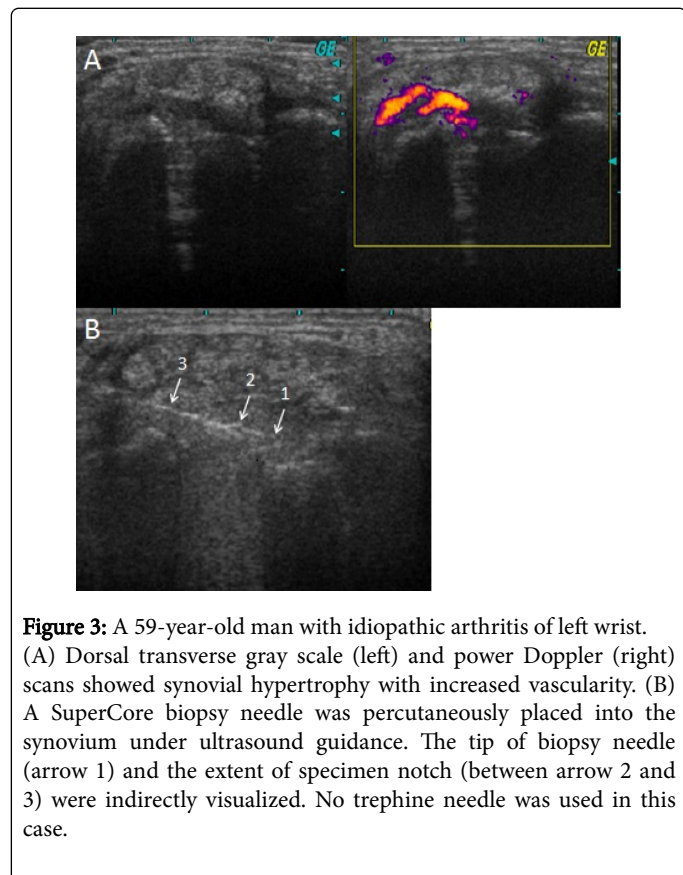 A
GE
GE
B
3
2
1
Figure 3: A 59-year-old man with idiopathic arthritis of left wrist.
(A) Dorsal transverse gray scale (left) and power Doppler (right)
scans showed synovial hypertrophy with increased vascularity. (B)
A SuperCore biopsy needle was percutaneously placed into the
synovium under ultrasound guidance. The tip of biopsy needle
(arrow 1) and the extent of specimen notch (between arrow 2 and
3) were indirectly visualized. No trephine needle was used in this
case.